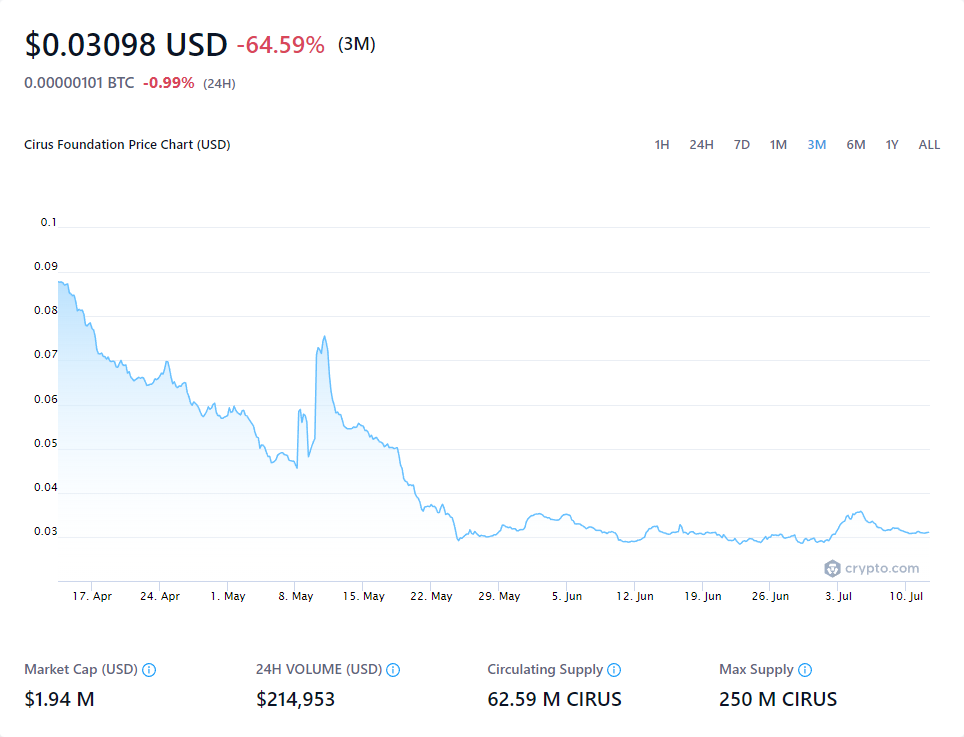 $0.03098 USD -64.59% (3M)
0.00000101 BTC -0.99% (24H)
Cirus Foundation Price Chart (USD) 1H 24H 7D 1M 3M 6M 1Y ALL
0.1
0.09
0.08
0.07
0.06
0.05
0.04
0.03
crypto.com
17. Apr 24. Apr 1. May 8. May 15. May 22. May 29. May 5. Jun 12. Jun 19. Jun 26. Jun 3. Jul 10. Jul
Market Cap (USD) 24H VOLUME (USD) Circulating Supply Max Supply
$1.94 M $214,953 62.59 M CIRUS 250 M CIRUS